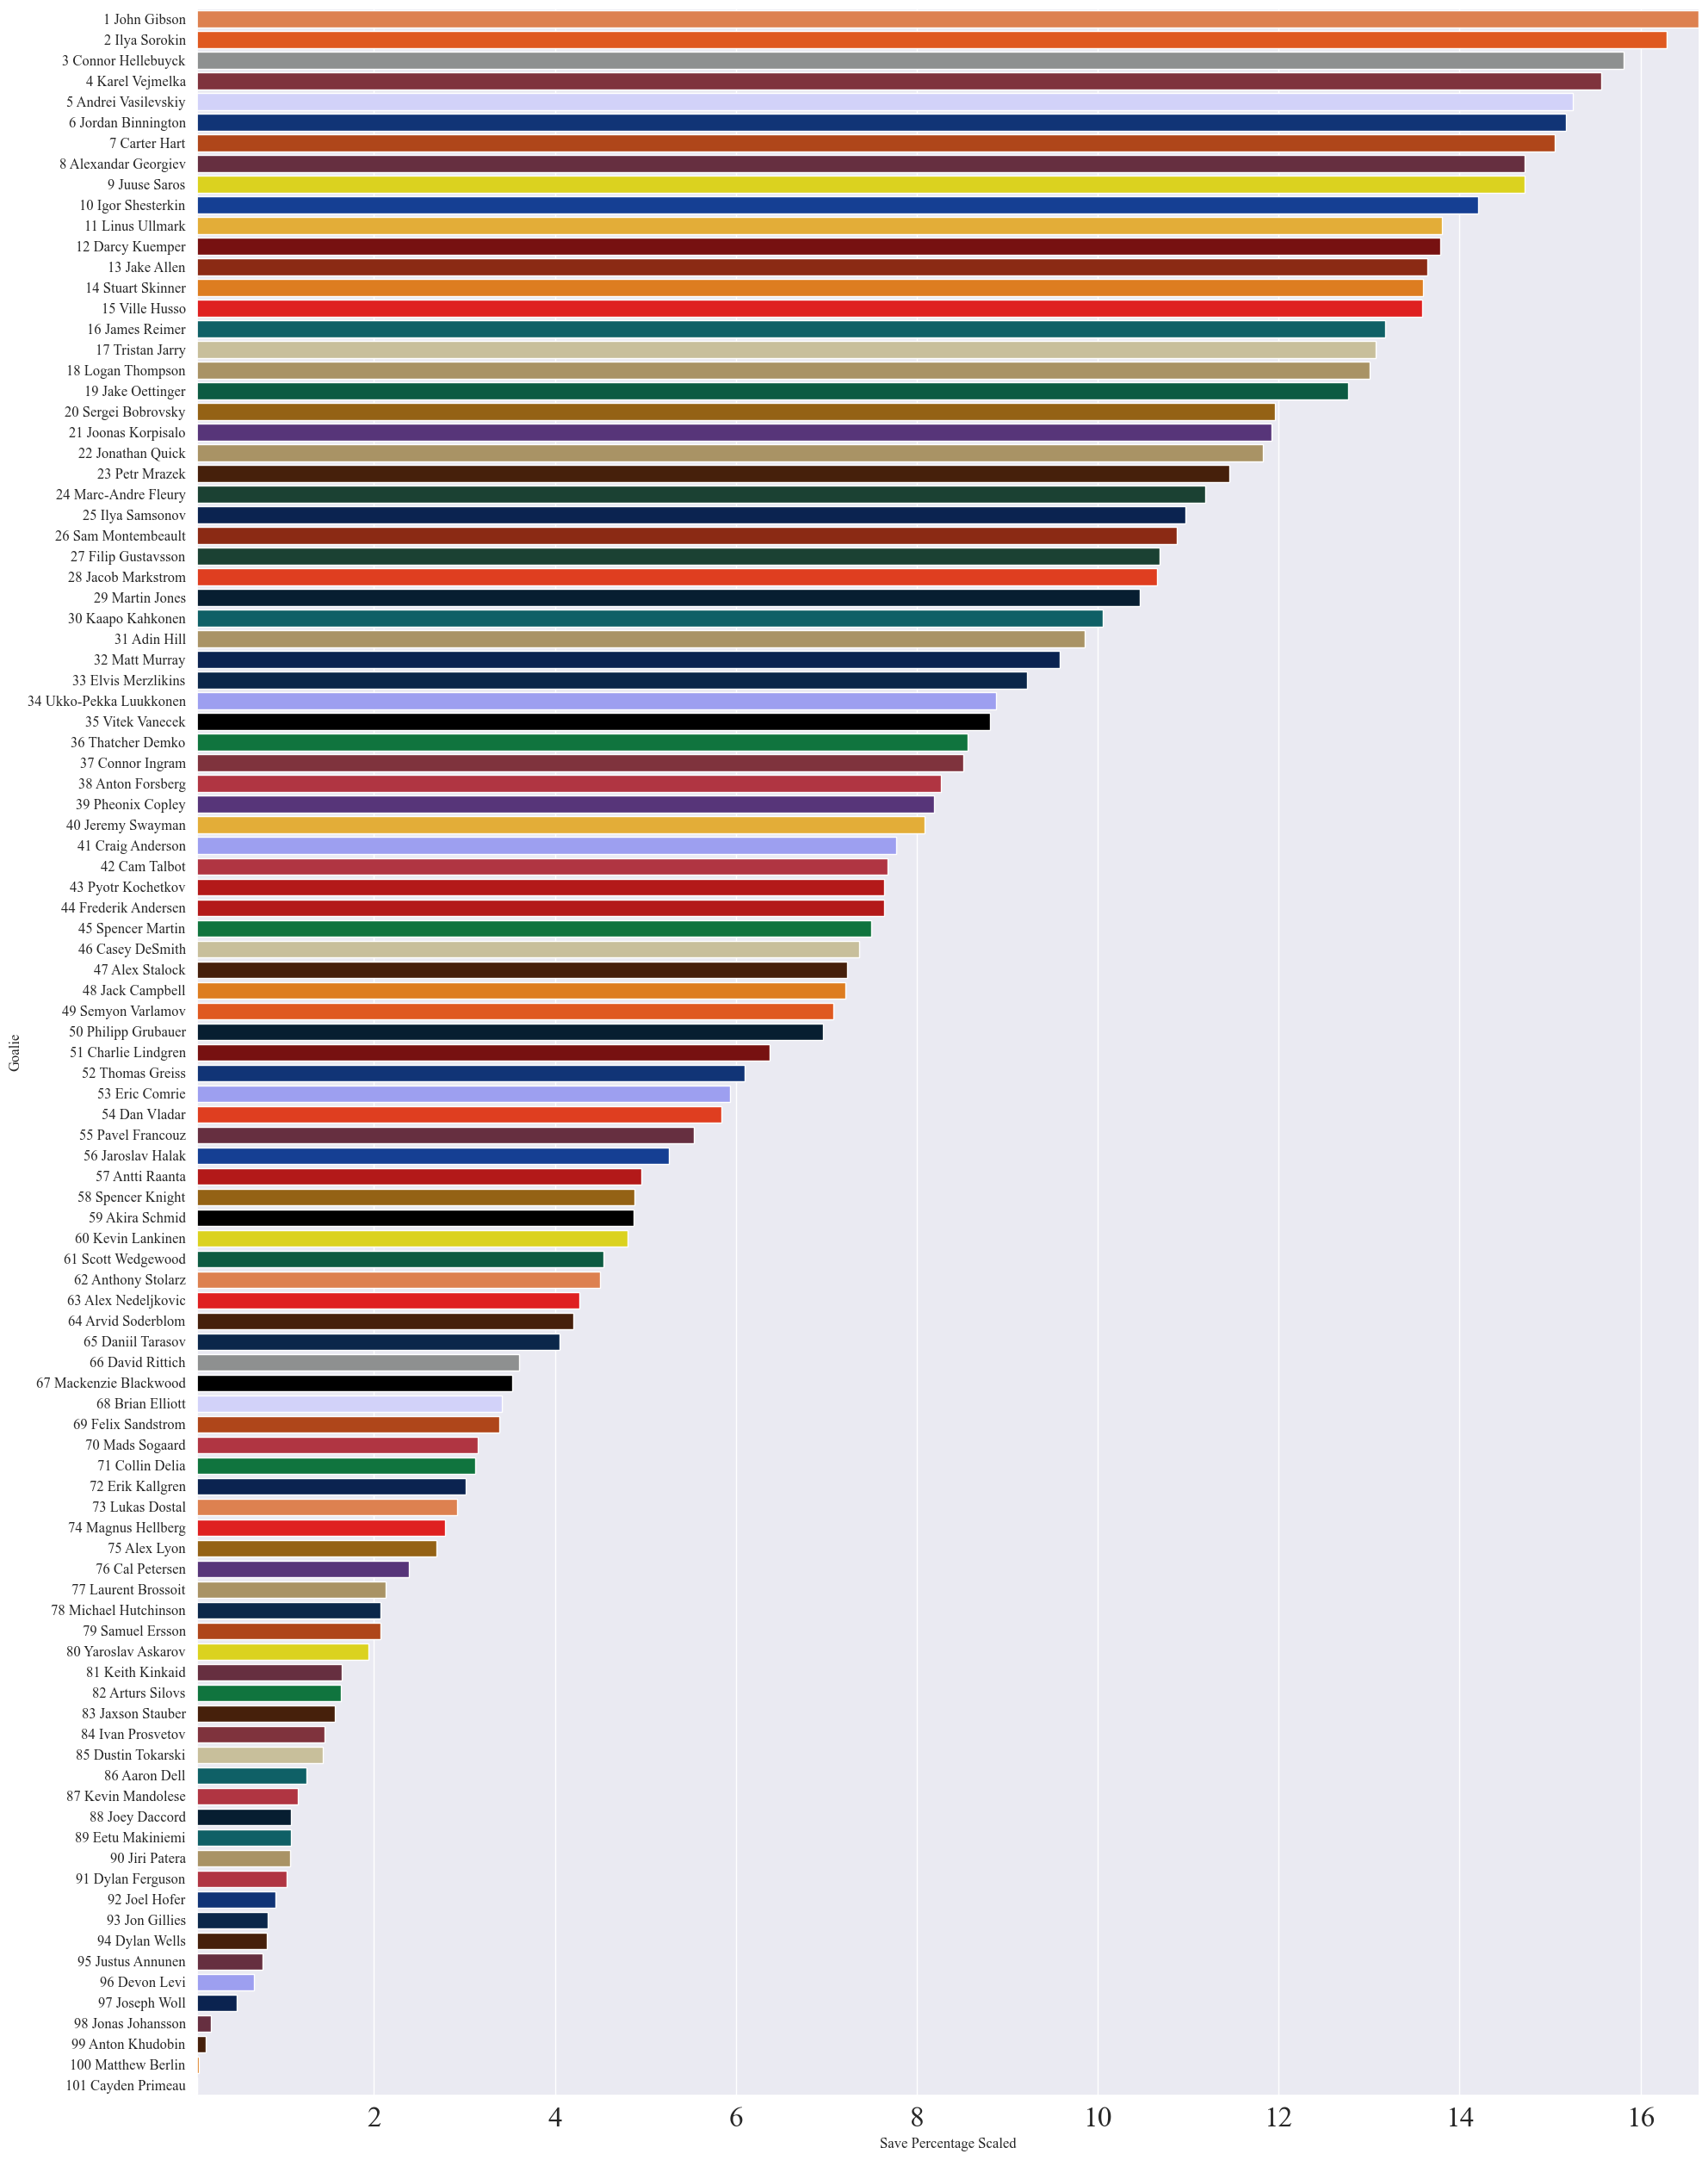 1 John Gibson
2 Ilya Sorokin
3 Connor Hellebuyck
4 Karel Vejmelka
5 Andrei Vasilevskiy
6 Jordan Binnington
7 Carter Hart
8 Alexandar Georgiev
9 Juuse Saros
10 Igor Shesterkin
11 Linus Ullmark
12 Darcy Kuemper
13 Jake Allen
14 Stuart Skinner
15 Ville Husso
16 James Reimer
17 Tristan Jarry
18 Logan Thompson
19 Jake Oettinger
20 Sergei Bobrovsky
21 Joonas Korpisalo
22 Jonathan Quick
23 Petr Mrazek
24 Marc-Andre Fleury
25 Ilya Samsonov
26 Sam Montembeault
27 Filip Gustavsson
28 Jacob Markstrom
29 Martin Jones
30 Kaapo Kahkonen
31 Adin Hill
32 Matt Murray
33 Elvis Merzlikins
34 Ukko-Pekka Luukkonen
35 Vitek Vanecek
36 Thatcher Demko
37 Connor Ingram
38 Anton Forsberg
39 Pheonix Copley
40 Jeremy Swayman
41 Craig Anderson
42 Cam Talbot
43 Pyotr Kochetkov
44 Frederik Andersen
45 Spencer Martin
46 Casey DeSmith
47 Alex Stalock
48 Jack Campbell
49 Semyon Varlamov
50 Philipp Grubauer
51 Charlie Lindgren
52 Thomas Greiss
53 Eric Comrie
54 Dan Vladar
55 Pavel Francouz
56 Jaroslav Halak
57 Antti Raanta
58 Spencer Knight
59 Akira Schmid
60 Kevin Lankinen
61 Scott Wedgewood
62 Anthony Stolarz
63 Alex Nedeljkovic
64 Arvid Soderblom
65 Daniil Tarasov
66 David Rittich
67 Mackenzie Blackwood
68 Brian Elliott
69 Felix Sandstrom
70 Mads Sogaard
71 Collin Delia
72 Erik Kallgren
73 Lukas Dostal
74 Magnus Hellberg
75 Alex Lyon
76 Cal Petersen
77 Laurent Brossoit
78 Michael Hutchinson
79 Samuel Ersson
80 Yaroslav Askarov
81 Keith Kinkaid
82 Arturs Silovs
83 Jaxson Stauber
84 Ivan Prosvetov
85 Dustin Tokarski
86 Aaron Dell
87 Kevin Mandolese
88 Joey Daccord
89 Eetu Makiniemi
90 Jiri Patera
91 Dylan Ferguson
92 Joel Hofer
93 Jon Gillies
94 Dylan Wells
95 Justus Annunen
96 Devon Levi
97 Joseph Woll
98 Jonas Johansson
99 Anton Khudobin
100 Matthew Berlin
101 Cayden Primeau
Goalie
2 4 6 8 10 12 14 16
Save Percentage Scaled